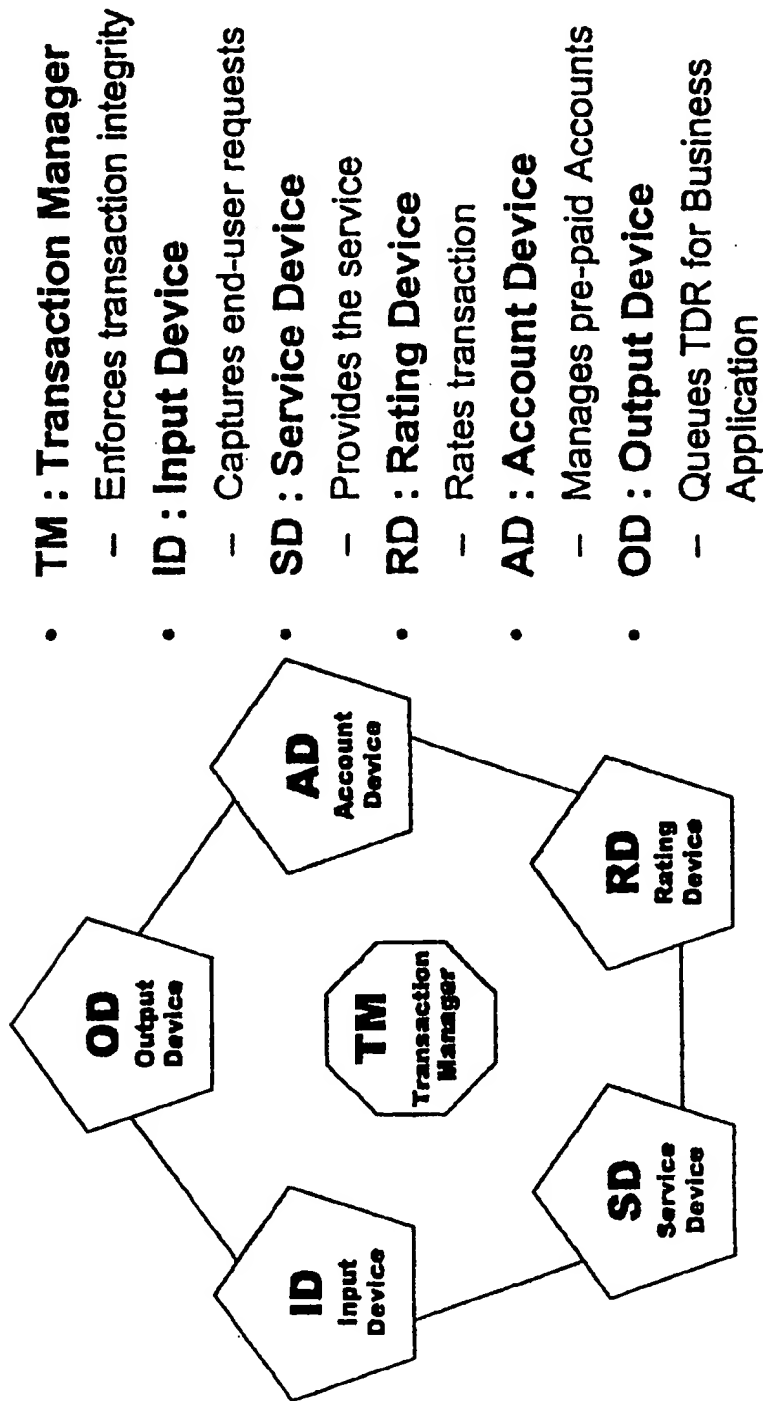 OD
Output
Device
ID
Input
Device
TM
Transaction
Manager
AD
Account
Device
SD
Service
Device
RD
Rating
Device
• TM : Transaction Manager
– Enforces transaction integrity
• ID : Input Device
– Captures end-user requests
• SD : Service Device
– Provides the service
• RD : Rating Device
– Rates transaction
• AD : Account Device
– Manages pre-paid Accounts
• OD : Output Device
– Queues TDR for Business
Application